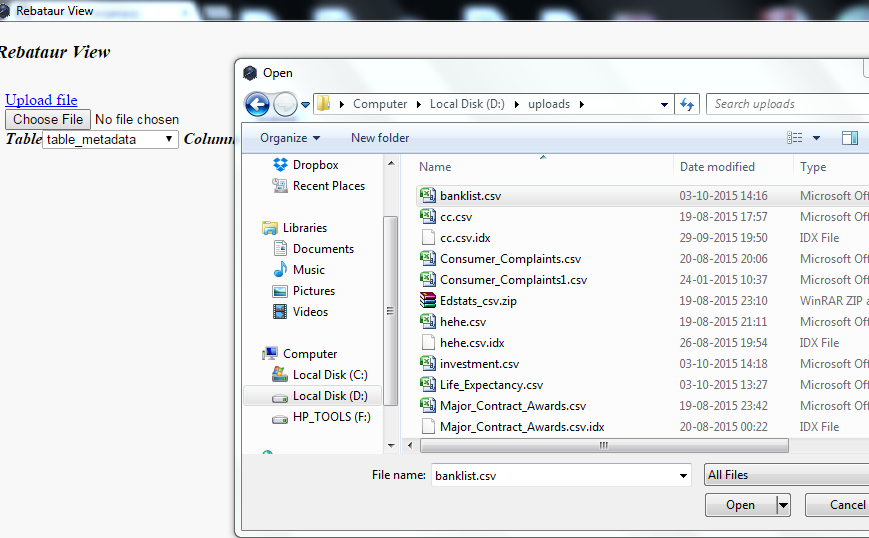 Rebataur View
Rebataur View
Upload file
Choose File No file chosen
Table table_metadata Column
Open
Computer Local Disk (D:) uploads
Search uploads
Organize New folder
Dropbox
Recent Places
Libraries
Documents
Music
Pictures
Videos
Computer
Local Disk (C:)
Local Disk (D:)
HP_TOOLS (F:)
Name Date modified Type
banklist.csv 03-10-2015 14:16 Microsoft Off
cc.csv 19-08-2015 17:57 Microsoft Off
cc.csv.idx 29-09-2015 19:50 IDX File
Consumer_Complaints.csv 20-08-2015 20:06 Microsoft Off
Consumer_Complaints1.csv 24-01-2015 10:37 Microsoft Off
Edstats_csv.zip 19-08-2015 23:10 WinRAR ZIP a
hehe.csv 19-08-2015 21:11 Microsoft Off
hehe.csv.idx 26-08-2015 19:54 IDX File
investment.csv 03-10-2015 14:18 Microsoft Off
Life_Expectancy.csv 03-10-2015 13:27 Microsoft Off
Major_Contract_Awards.csv 19-08-2015 23:42 Microsoft Off
Major_Contract_Awards.csv.idx 20-08-2015 00:22 IDX File
File name: banklist.csv All Files
Open Cancel